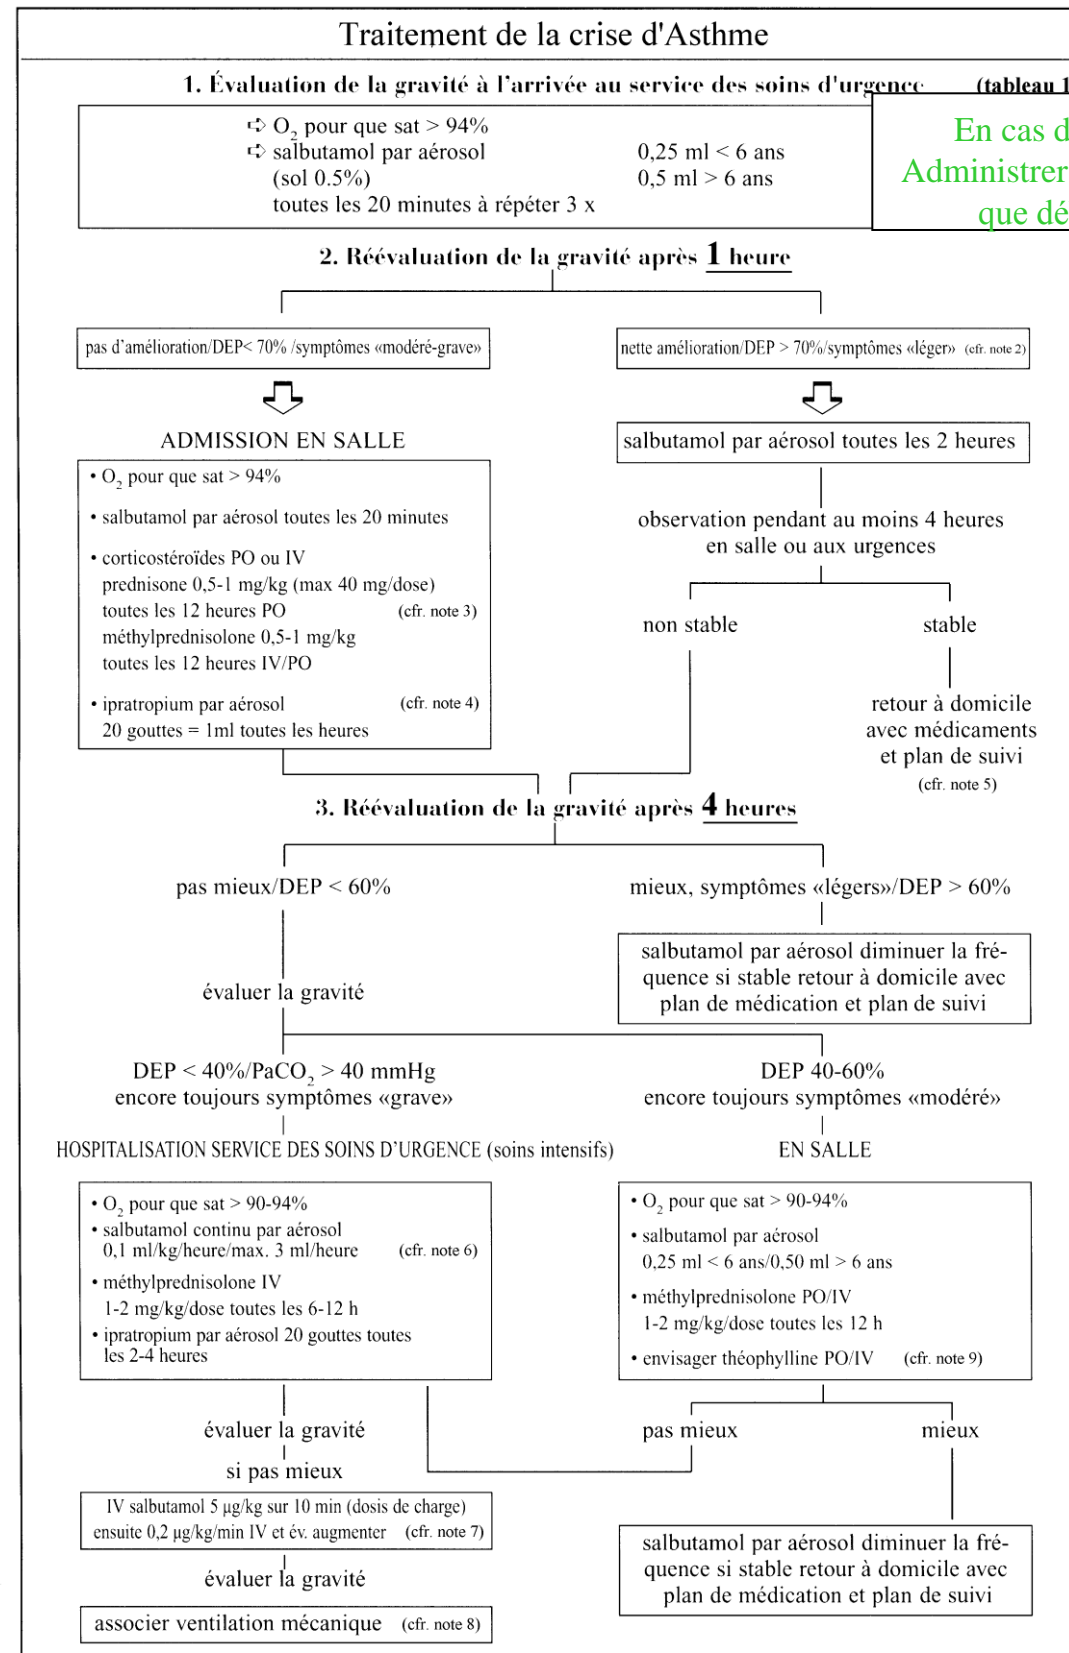 Traitement de la crise d'Asthme
1. Évaluation de la gravité à l'arrivée au service des soins d'urgence (tableau 1
➪ O₂ pour que sat > 94%
➪ salbutamol par aérosol 0,25 ml < 6 ans
(sol 0.5%) 0,5 ml > 6 ans
toutes les 20 minutes à répéter 3 x
En cas d
Administrer
que dé
2. Réévaluation de la gravité après 1 heure
pas d'amélioration/DEP< 70% /symptômes «modéré-grave»
nette amélioration/DEP > 70%/symptômes «léger» (cfr. note 2)
ADMISSION EN SALLE
• O₂ pour que sat > 94%
• salbutamol par aérosol toutes les 20 minutes
• corticostéroïdes PO ou IV
prednisone 0,5-1 mg/kg (max 40 mg/dose)
toutes les 12 heures PO (cfr. note 3)
méthylprednisolone 0,5-1 mg/kg
toutes les 12 heures IV/PO
• ipratropium par aérosol (cfr. note 4)
20 gouttes = 1ml toutes les heures
salbutamol par aérosol toutes les 2 heures
observation pendant au moins 4 heures
en salle ou aux urgences
non stable
stable
retour à domicile
avec médicaments
et plan de suivi
(cfr. note 5)
3. Réévaluation de la gravité après 4 heures
pas mieux/DEP < 60%
mieux, symptômes «légers»/DEP > 60%
évaluer la gravité
salbutamol par aérosol diminuer la fré-
quence si stable retour à domicile avec
plan de médication et plan de suivi
DEP < 40%/PaCO₂ > 40 mmHg
encore toujours symptômes «grave»
DEP 40-60%
encore toujours symptômes «modéré»
HOSPITALISATION SERVICE DES SOINS D'URGENCE (soins intensifs)
EN SALLE
• O₂ pour que sat > 90-94%
• salbutamol continu par aérosol
0,1 ml/kg/heure/max. 3 ml/heure (cfr. note 6)
• méthylprednisolone IV
1-2 mg/kg/dose toutes les 6-12 h
• ipratropium par aérosol 20 gouttes toutes
les 2-4 heures
• O₂ pour que sat > 90-94%
• salbutamol par aérosol
0,25 ml < 6 ans/0,50 ml > 6 ans
• méthylprednisolone PO/IV
1-2 mg/kg/dose toutes les 12 h
• envisager théophylline PO/IV (cfr. note 9)
évaluer la gravité
si pas mieux
pas mieux
mieux
IV salbutamol 5 µg/kg sur 10 min (dosis de charge)
ensuite 0,2 µg/kg/min IV et év. augmenter (cfr. note 7)
évaluer la gravité
associer ventilation mécanique (cfr. note 8)
salbutamol par aérosol diminuer la fré-
quence si stable retour à domicile avec
plan de médication et plan de suivi